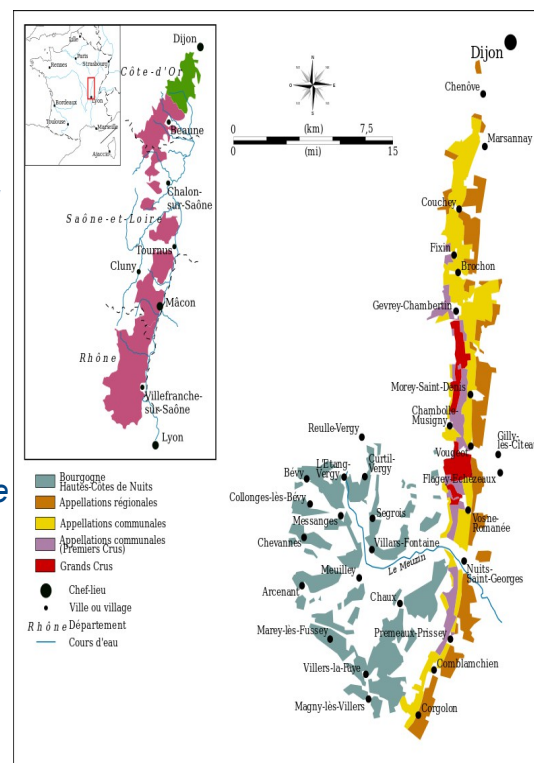 Lille
Paris
Rennes
Strasbourg
Lyon
Bordeaux
Toulouse
Marseille
Ajaccio
Dijon
Côte-d'Or
Beaune
Chalon-
sur-Saône
Saône-et-Loire
Tournus
Cluny
Mâcon
Rhône
Villefranche-
sur-Saône
Lyon
0 (km) 7,5
0 (mi) 15
Dijon
Chenôve
Marsannay
Couchey
Fixin
Brochon
Gevrey-Chambertin
Morey-Saint-Denis
Chambolle-
Musigny
Gilly-
les-Cîteaux
Vougeot
Flagey-Echezeaux
Vosne-
Romanée
Nuits-
Saint-Georges
Premeaux-Prissey
Comblamchien
Corgolon
Reulle-Vergy
L'Etang-
Vergy
Curtil-
Vergy
Bévy
Collonges-lès-Bévy
Messanges
Segrois
Chevannes
Villars-Fontaine
Le Meuzin
Meuilley
Arcenant
Chaux
Marey-lès-Fussey
Villers-la-Faye
Magny-lès-Villers
e
Bourgogne
Hautes-Côtes de Nuits
Appellations régionales
Appellations communales
Appellations communales
(Premiers Crus)
Grands Crus
Chef-lieu
Ville ou village
Rhône Département
Cours d'eau